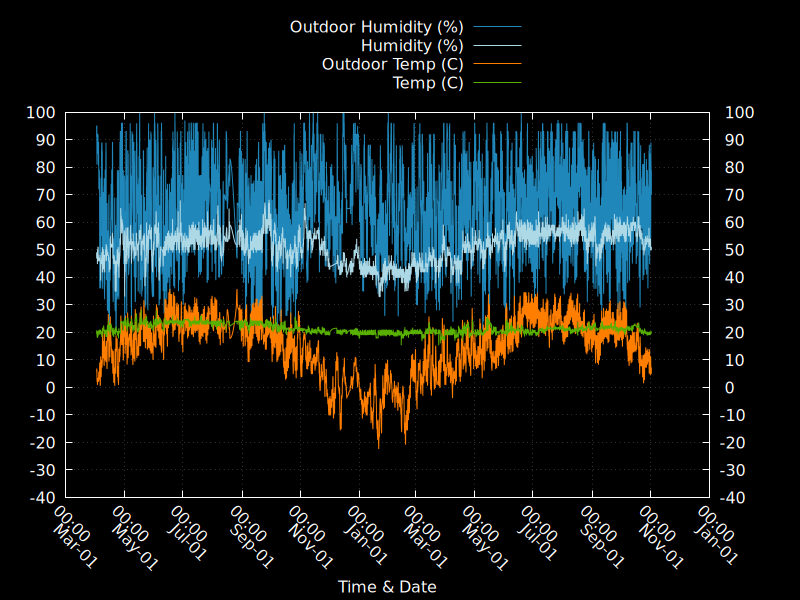 Outdoor Humidity (%)
Humidity (%)
Outdoor Temp (C)
Temp (C)
100 100
90 90
80 80
70 70
60 60
50 50
40 40
30 30
20 20
10 10
0 0
-10 -10
-20 -20
-30 -30
-40 -40
00:00 Mar-01
00:00 May-01
00:00 Jul-01
00:00 Sep-01
00:00 Nov-01
00:00 Jan-01
00:00 Mar-01
00:00 May-01
00:00 Jul-01
00:00 Sep-01
00:00 Nov-01
00:00 Jan-01
Time & Date